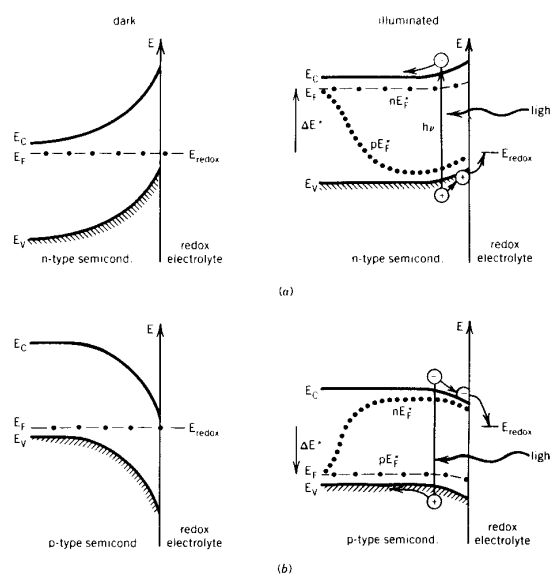 dark
illuminated
E
E
E_C
E_F
E_redox
E_V
n-type semicond.
redox
electrolyte
E_C
E_F
nE_F*
ΔE*
pE_F*
hν
ligh
E_redox
E_V
n-type semicond.
redox
electrolyte
(a)
E
E
E_C
E_F
E_redox
E_V
p-type semicond
redox
electrolyte
E_C
nE_F*
E_redox
ΔE*
pE_F*
ligh
E_F
E_V
p-type semicond.
redox
electrolyte
(b)